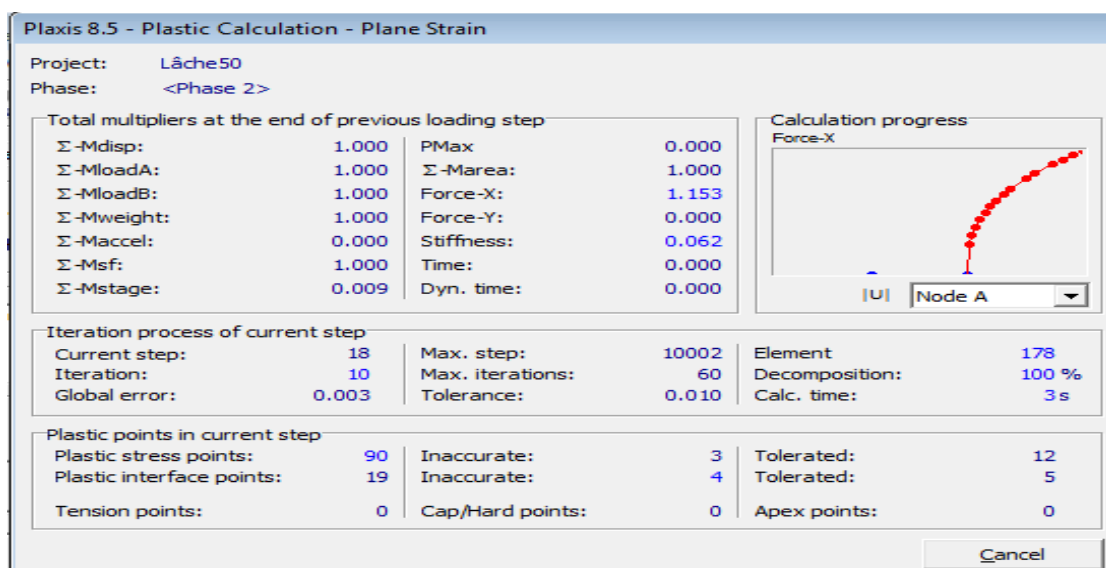 Plaxis 8.5 - Plastic Calculation - Plane Strain
Project: Lâche50
Phase: <Phase 2>
Total multipliers at the end of previous loading step
Σ-Mdisp: 1.000 PMax 0.000
Σ-MloadA: 1.000 Σ-Marea: 1.000
Σ-MloadB: 1.000 Force-X: 1.153
Σ-Mweight: 1.000 Force-Y: 0.000
Σ-Maccel: 0.000 Stiffness: 0.062
Σ-Msf: 1.000 Time: 0.000
Σ-Mstage: 0.009 Dyn. time: 0.000
Calculation progress
Force-X
|U| Node A
Iteration process of current step
Current step: 18 Max. step: 10002 Element 178
Iteration: 10 Max. iterations: 60 Decomposition: 100 %
Global error: 0.003 Tolerance: 0.010 Calc. time: 3 s
Plastic points in current step
Plastic stress points: 90 Inaccurate: 3 Tolerated: 12
Plastic interface points: 19 Inaccurate: 4 Tolerated: 5
Tension points: 0 Cap/Hard points: 0 Apex points: 0
Cancel